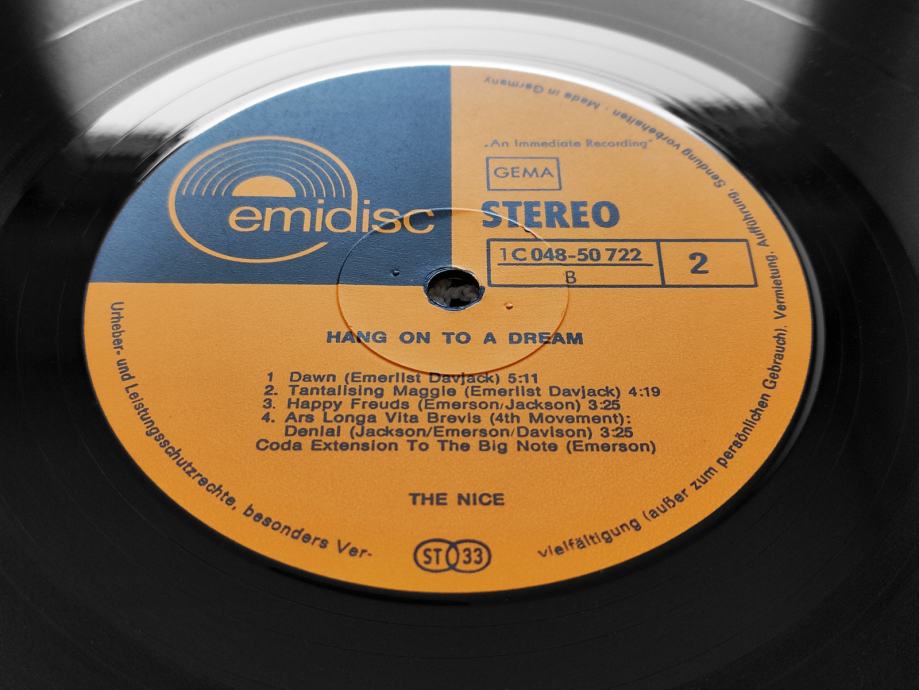 emidisc
„An Immediate Recording"
GEMA
STEREO
1C 048-50 722
B
2
HANG ON TO A DREAM
1 Dawn (Emerlist Davjack) 5:11
2. Tantalising Maggie (Emerlist Davjack) 4:19
3. Happy Freuds (Emerson/Jackson) 3:25
4. Ars Longa Vita Brevis (4th Movement):
Denial (Jackson/Emerson/Davison) 3:25
Coda Extension To The Big Note (Emerson)
THE NICE
ST 33
Urheber- und Leistungsschutzrechte, besonders Ver-
vielfältigung (außer zum persönlichen Gebrauch), Vermietung, Aufführung, Sendung vorbehalten · Made in Germany